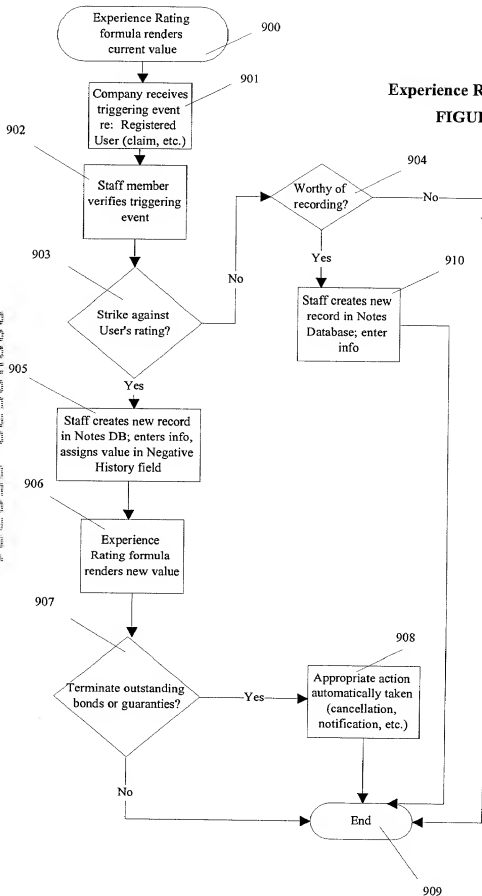 Experience Rating
formula renders
current value
900
901
Company receives
triggering event
re: Registered
User (claim, etc.)
Experience R
FIGU
902
Staff member
verifies triggering
event
904
Worthy of
recording?
No
903
Strike against
User's rating?
No
Yes
910
Staff creates new
record in Notes
Database; enter
info
Yes
905
Staff creates new record
in Notes DB; enters info,
assigns value in Negative
History field
906
Experience
Rating formula
renders new value
907
Terminate outstanding
bonds or guaranties?
Yes
908
Appropriate action
automatically taken
(cancellation,
notification, etc.)
No
End
909